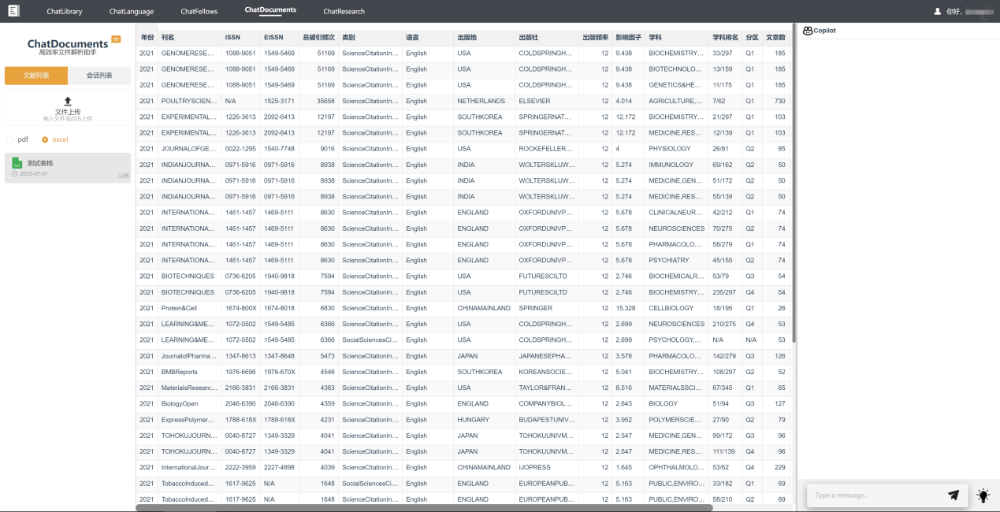 ChatLibrary ChatLanguage ChatFellows ChatDocuments ChatResearch 你好,
ChatDocuments
高效率文件解析助手
文献列表 会话列表
文件上传
拖入文件或点击上传
pdf excel
测试表格
2023-07-01
示例
年份 刊名 ISSN EISSN 总被引频次 类别 语言 出版地 出版社 出版频率 影响因子 学科 学科排名 分区 文章数
2021 GENOMERESE... 1088-9051 1549-5469 51169 ScienceCitationIn... English USA COLDSPRINGH... 12 9.438 BIOCHEMISTRY... 33/297 Q1 185
2021 GENOMERESE... 1088-9051 1549-5469 51169 ScienceCitationIn... English USA COLDSPRINGH... 12 9.438 BIOTECHNOLO... 13/159 Q1 185
2021 GENOMERESE... 1088-9051 1549-5469 51169 ScienceCitationIn... English USA COLDSPRINGH... 12 9.438 GENETICS&HE... 11/175 Q1 185
2021 POULTRYSCIEN... N/A 1525-3171 35658 ScienceCitationIn... English NETHERLANDS ELSEVIER 12 4.014 AGRICULTURE,... 7/62 Q1 730
2021 EXPERIMENTAL... 1226-3613 2092-6413 12197 ScienceCitationIn... English SOUTHKOREA SPRINGERNAT... 12 12.172 BIOCHEMISTRY... 21/297 Q1 103
2021 EXPERIMENTAL... 1226-3613 2092-6413 12197 ScienceCitationIn... English SOUTHKOREA SPRINGERNAT... 12 12.172 MEDICINE,RES... 12/139 Q1 103
2021 JOURNALOFGE... 0022-1295 1540-7748 9016 ScienceCitationIn... English USA ROCKEFELLER... 12 4 PHYSIOLOGY 26/81 Q2 85
2021 INDIANJOURNA... 0971-5916 0971-5916 8938 ScienceCitationIn... English INDIA WOLTERSKLUW... 12 5.274 IMMUNOLOGY 69/162 Q2 50
2021 INDIANJOURNA... 0971-5916 0971-5916 8938 ScienceCitationIn... English INDIA WOLTERSKLUW... 12 5.274 MEDICINE,GEN... 51/172 Q2 50
2021 INDIANJOURNA... 0971-5916 0971-5916 8938 ScienceCitationIn... English INDIA WOLTERSKLUW... 12 5.274 MEDICINE,RES... 55/139 Q2 50
2021 INTERNATIONA... 1461-1457 1469-5111 8630 ScienceCitationIn... English ENGLAND OXFORDUNIVP... 12 5.678 CLINICALNEUR... 42/212 Q1 74
2021 INTERNATIONA... 1461-1457 1469-5111 8630 ScienceCitationIn... English ENGLAND OXFORDUNIVP... 12 5.678 NEUROSCIENCES 70/275 Q2 74
2021 INTERNATIONA... 1461-1457 1469-5111 8630 ScienceCitationIn... English ENGLAND OXFORDUNIVP... 12 5.678 PHARMACOLO... 58/279 Q1 74
2021 INTERNATIONA... 1461-1457 1469-5111 8630 ScienceCitationIn... English ENGLAND OXFORDUNIVP... 12 5.678 PSYCHIATRY 45/155 Q2 74
2021 BIOTECHNIQUES 0736-6205 1940-9818 7594 ScienceCitationIn... English USA FUTURESCILTD 12 2.746 BIOCHEMICALR... 53/79 Q3 54
2021 BIOTECHNIQUES 0736-6205 1940-9818 7594 ScienceCitationIn... English USA FUTURESCILTD 12 2.746 BIOCHEMISTRY... 235/297 Q4 54
2021 Protein&Cell 1674-800X 1674-8018 6830 ScienceCitationIn... English CHINAMAINLAND SPRINGER 12 15.328 CELLBIOLOGY 18/195 Q1 26
2021 LEARNING&ME... 1072-0502 1549-5485 6366 ScienceCitationIn... English USA COLDSPRINGH... 12 2.699 NEUROSCIENCES 210/275 Q4 53
2021 LEARNING&ME... 1072-0502 1549-5485 6366 SocialSciencesCi... English USA COLDSPRINGH... 12 2.699 PSYCHOLOGY,... N/A N/A 53
2021 JournalofPharma... 1347-8613 1347-8648 5473 ScienceCitationIn... English JAPAN JAPANESEPHA... 12 3.578 PHARMACOLO... 142/279 Q3 126
2021 BMBReports 1976-6696 1976-670X 4546 ScienceCitationIn... English SOUTHKOREA KOREANSOCIE... 12 5.041 BIOCHEMISTRY... 108/297 Q2 52
2021 MaterialsResearc... 2166-3831 2166-3831 4363 ScienceCitationIn... English USA TAYLOR&FRAN... 12 8.516 MATERIALSSCI... 67/345 Q1 65
2021 BiologyOpen 2046-6390 2046-6390 4359 ScienceCitationIn... English ENGLAND COMPANYBIOL... 12 2.643 BIOLOGY 51/94 Q3 127
2021 ExpressPolymer... 1788-618X 1788-618X 4231 ScienceCitationIn... English HUNGARY BUDAPESTUNIV... 12 3.952 POLYMERSCIE... 27/90 Q2 79
2021 TOHOKUJOURN... 0040-8727 1349-3329 4041 ScienceCitationIn... English JAPAN TOHOKUUNIVM... 12 2.547 MEDICINE,GEN... 99/172 Q3 96
2021 TOHOKUJOURN... 0040-8727 1349-3329 4041 ScienceCitationIn... English JAPAN TOHOKUUNIVM... 12 2.547 MEDICINE,RES... 111/139 Q4 96
2021 InternationalJour... 2222-3959 2227-4898 4039 ScienceCitationIn... English CHINAMAINLAND IJOPRESS 12 1.645 OPHTHALMOLO... 53/62 Q4 229
2021 TobaccoInduced... 1617-9625 N/A 1648 SocialSciencesCi... English ENGLAND EUROPEANPUB... 12 5.163 PUBLIC,ENVIRO... 33/182 Q1 69
2021 TobaccoInduced... 1617-9625 N/A 1648 ScienceCitationIn... English ENGLAND EUROPEANPUB... 12 5.163 PUBLIC,ENVIRO... 58/210 Q2 69
Copilot
Type a message...